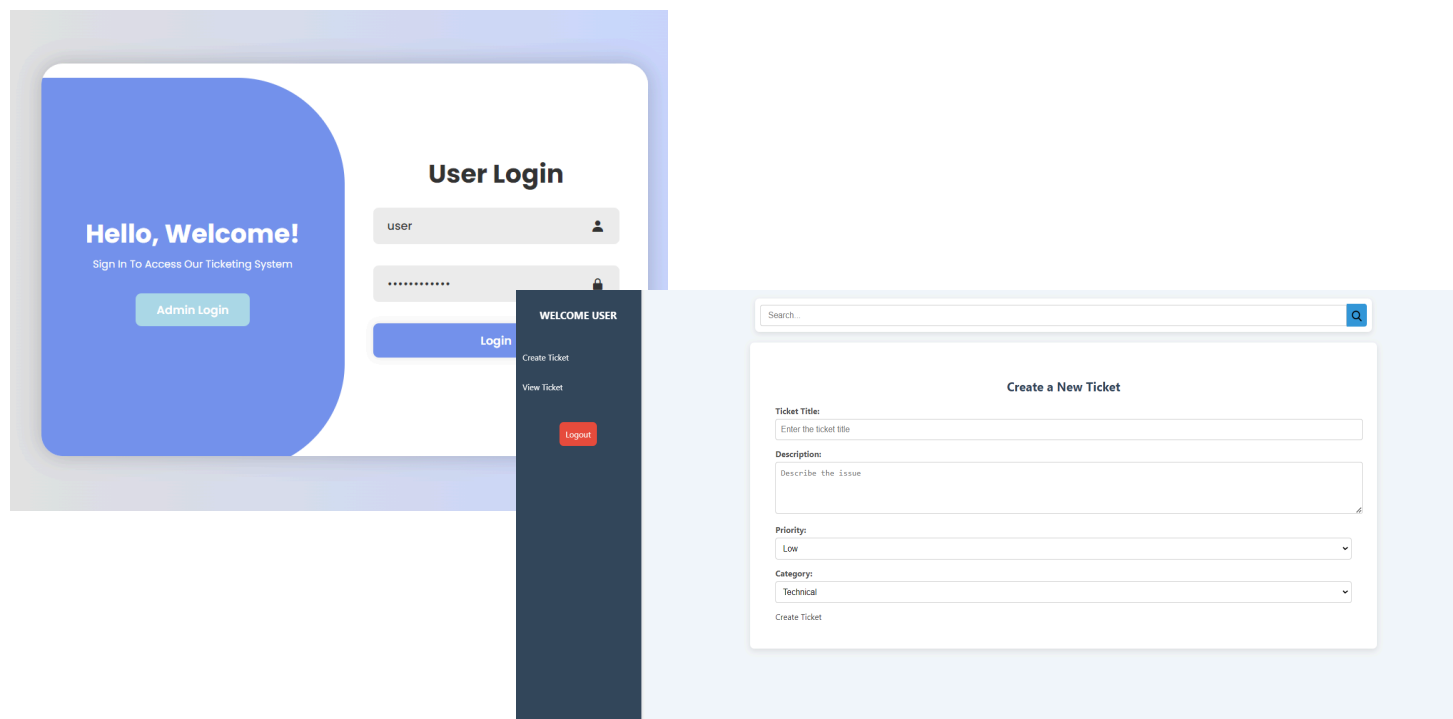 Hello, Welcome!
Sign In To Access Our Ticketing System
Admin Login
User Login
user
••••••••••••
Login
WELCOME USER
Create Ticket
View Ticket
Logout
Search...
Create a New Ticket
Ticket Title:
Enter the ticket title
Description:
Describe the issue
Priority:
Low
Category:
Technical
Create Ticket